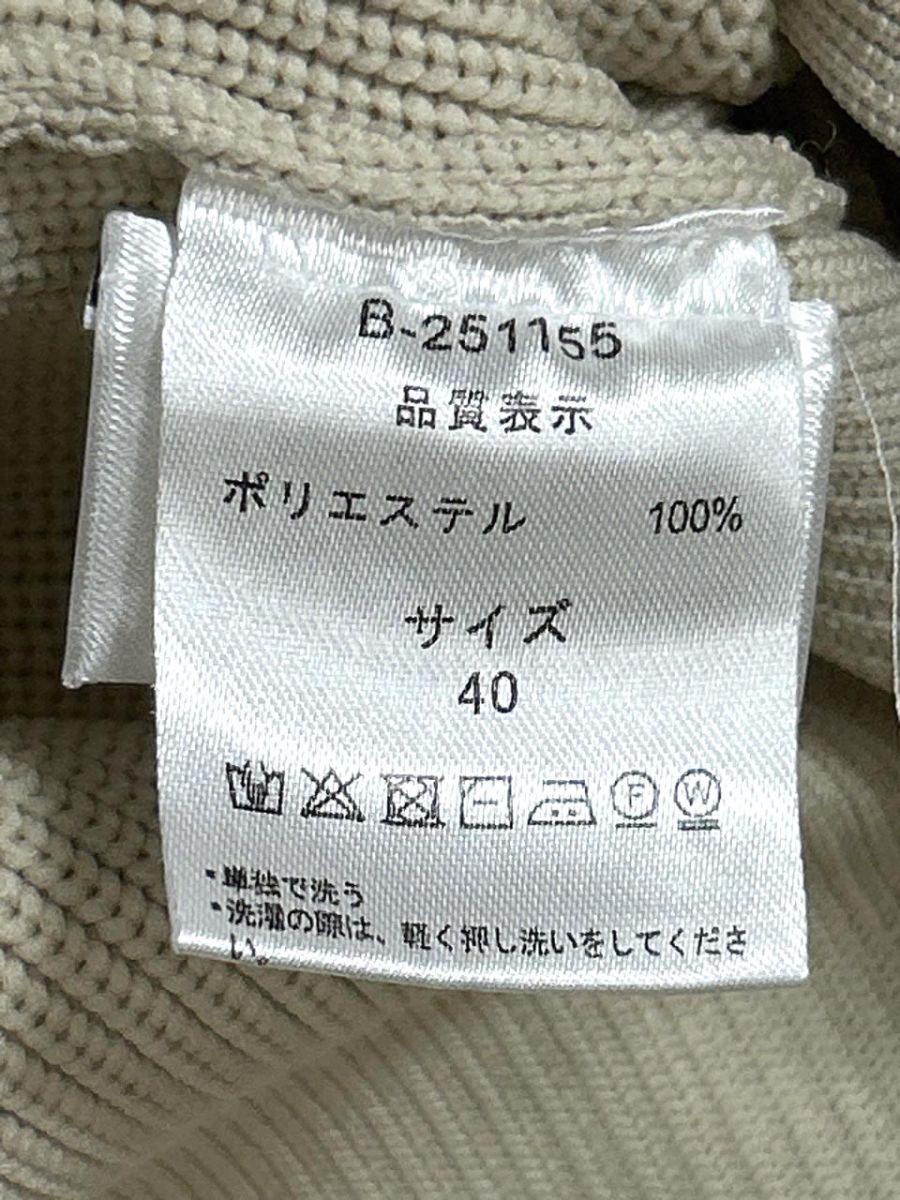 B-251155
品質表示
ポリエステル 100%
サイズ
40
F W
・単独で洗う
・洗濯の際は、軽く押し洗いをしてくださ
い。